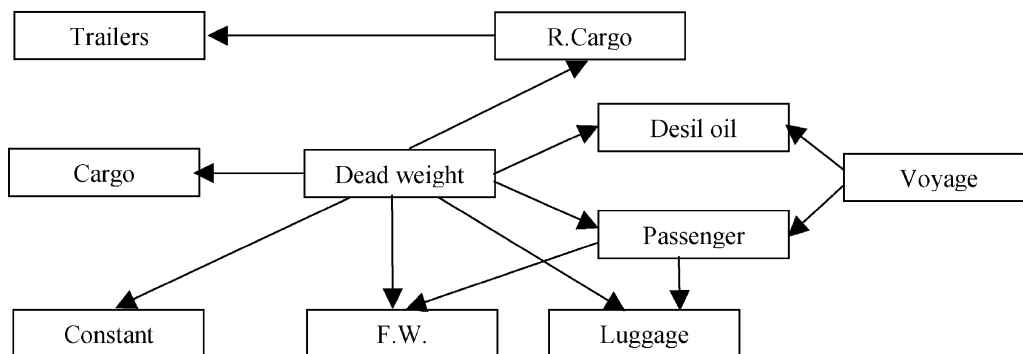 Trailers
R.Cargo
Desil oil
Cargo
Dead weight
Voyage
Passenger
Constant
F.W.
Luggage